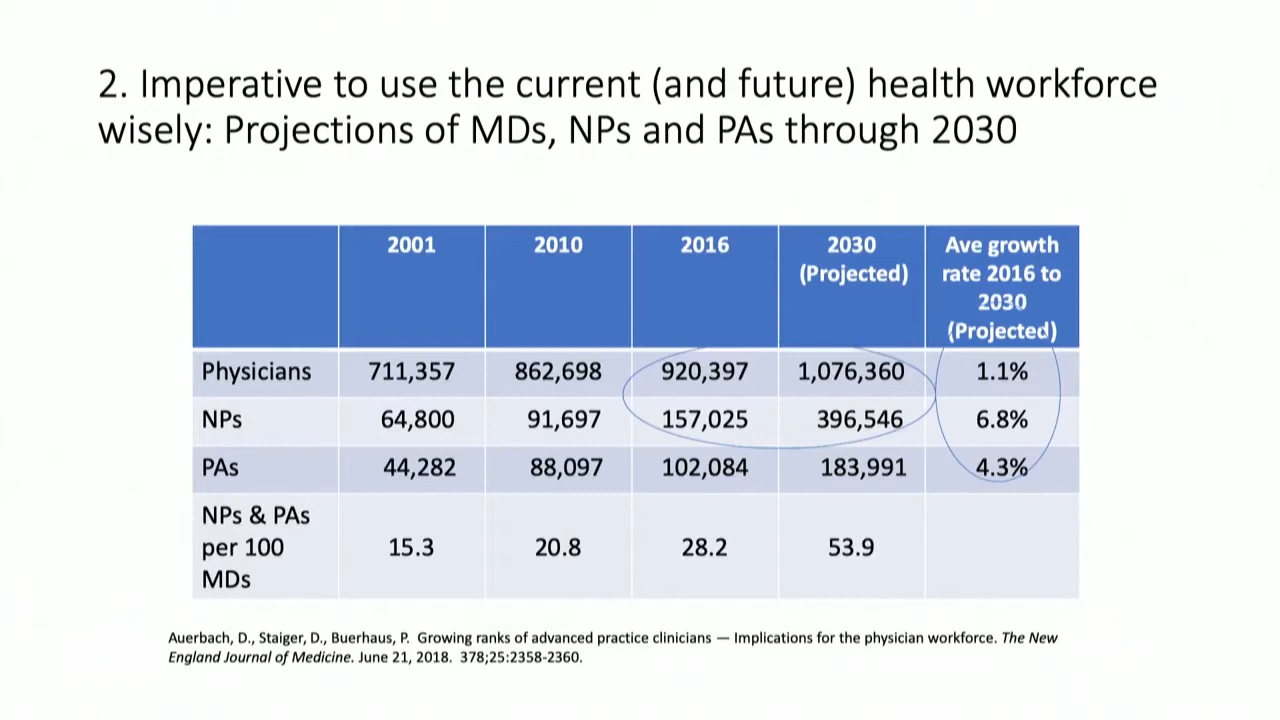 2. Imperative to use the current (and future) health workforce
wisely: Projections of MDs, NPs and PAs through 2030
2001 2010 2016 2030 (Projected) Ave growth rate 2016 to 2030 (Projected)
Physicians 711,357 862,698 920,397 1,076,360 1.1%
NPs 64,800 91,697 157,025 396,546 6.8%
PAs 44,282 88,097 102,084 183,991 4.3%
NPs & PAs per 100 MDs 15.3 20.8 28.2 53.9
Auerbach, D., Staiger, D., Buerhaus, P. Growing ranks of advanced practice clinicians — Implications for the physician workforce. The New
England Journal of Medicine. June 21, 2018. 378;25:2358-2360.